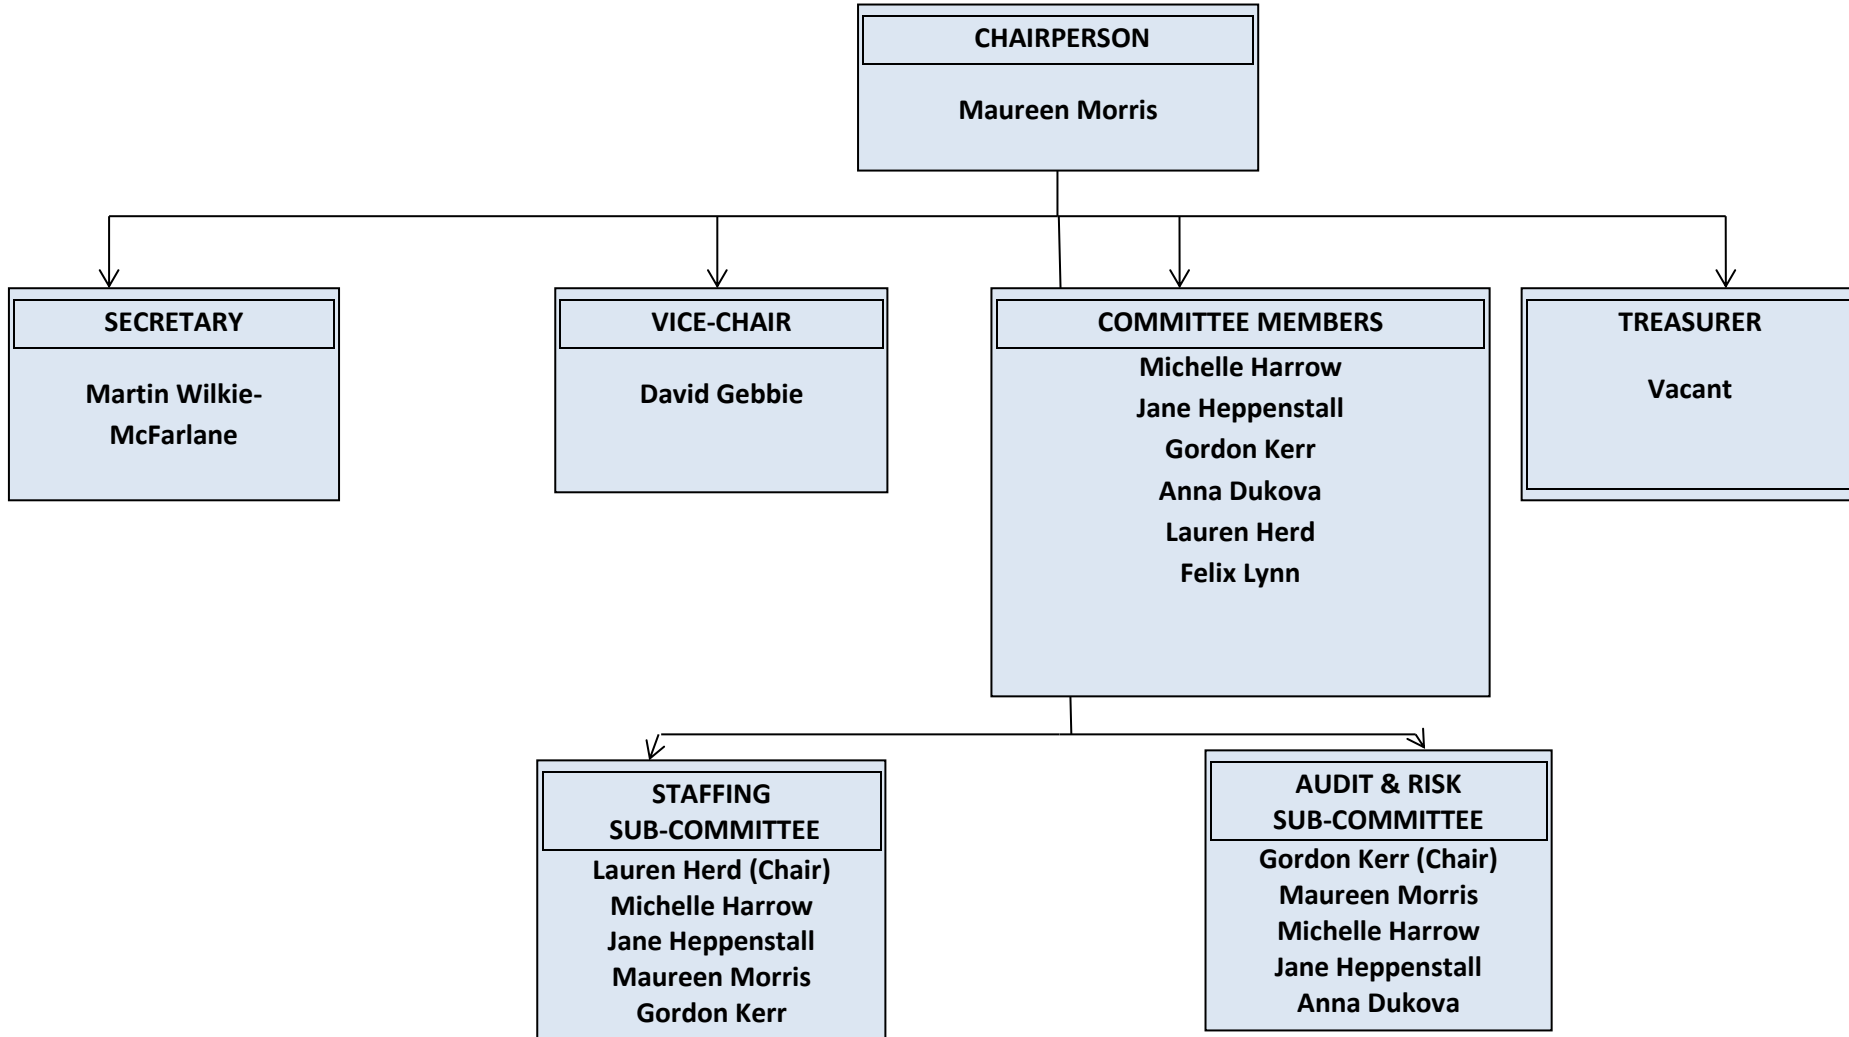 CHAIRPERSON
Maureen Morris
SECRETARY
Martin Wilkie-
McFarlane
VICE-CHAIR
David Gebbie
COMMITTEE MEMBERS
Michelle Harrow
Jane Heppenstall
Gordon Kerr
Anna Dukova
Lauren Herd
Felix Lynn
TREASURER
Vacant
STAFFING
SUB-COMMITTEE
Lauren Herd (Chair)
Michelle Harrow
Jane Heppenstall
Maureen Morris
Gordon Kerr
AUDIT & RISK
SUB-COMMITTEE
Gordon Kerr (Chair)
Maureen Morris
Michelle Harrow
Jane Heppenstall
Anna Dukova